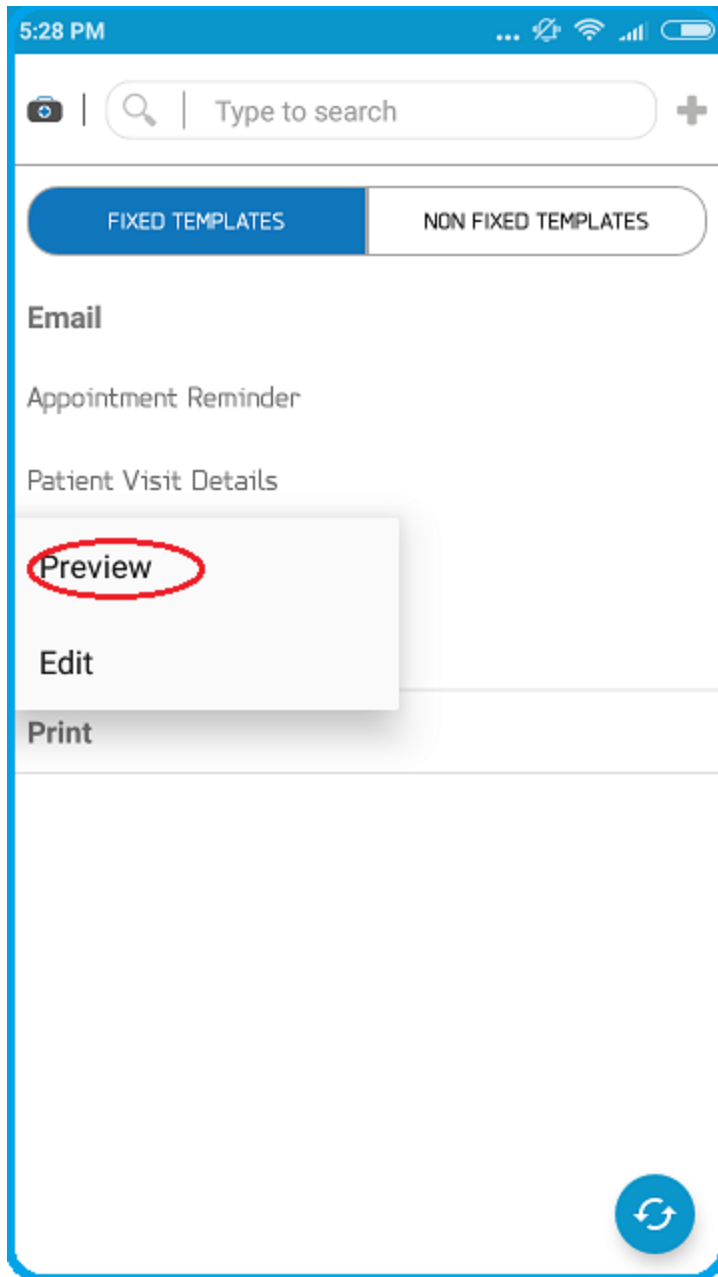 5:28 PM
Type to search
FIXED TEMPLATES
NON FIXED TEMPLATES
Email
Appointment Reminder
Patient Visit Details
Preview
Edit
Print